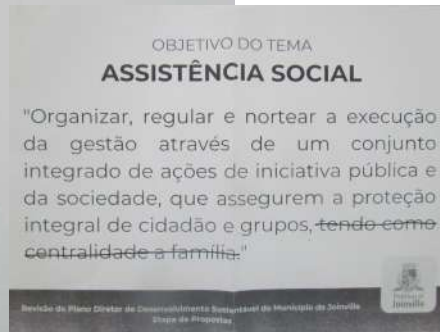 OBJETIVO DO TEMA
ASSISTÊNCIA SOCIAL
"Organizar, regular e nortear a execução
da gestão através de um conjunto
integrado de ações de iniciativa pública e
da sociedade, que assegurem a proteção
integral de cidadão e grupos, tendo como
centralidade a família."
Revisão do Plano Diretor de Desenvolvimento Sustentável do Município de Joinville
Etapa de Propostas
Prefeitura de
Joinville